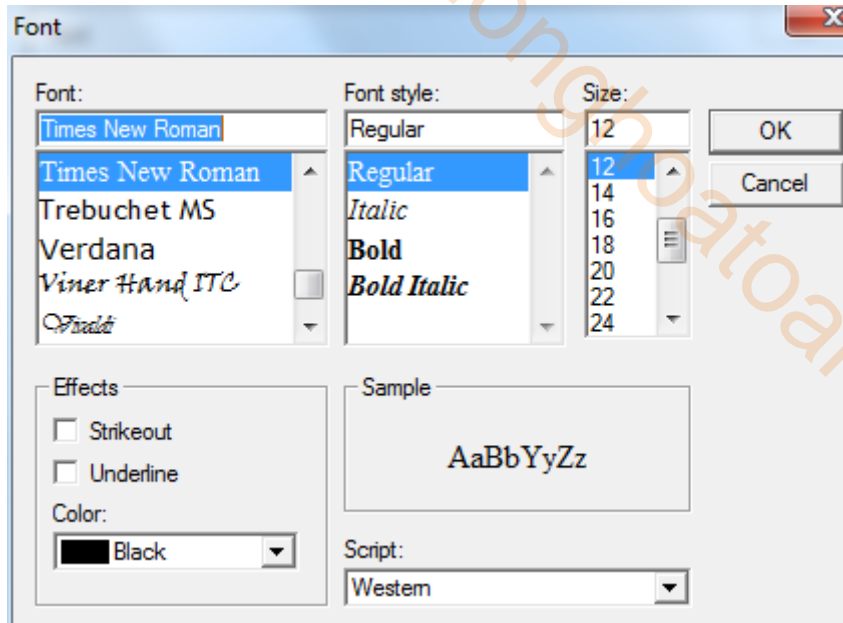 Font
Font:
Times New Roman
Times New Roman
Trebuchet MS
Verdana
Viner Hand ITC
Vivaldi
Font style:
Regular
Regular
Italic
Bold
Bold Italic
Size:
12
12
14
16
18
20
22
24
OK
Cancel
Effects
Strikeout
Underline
Color:
Black
Sample
AaBbYyZz
Script:
Western